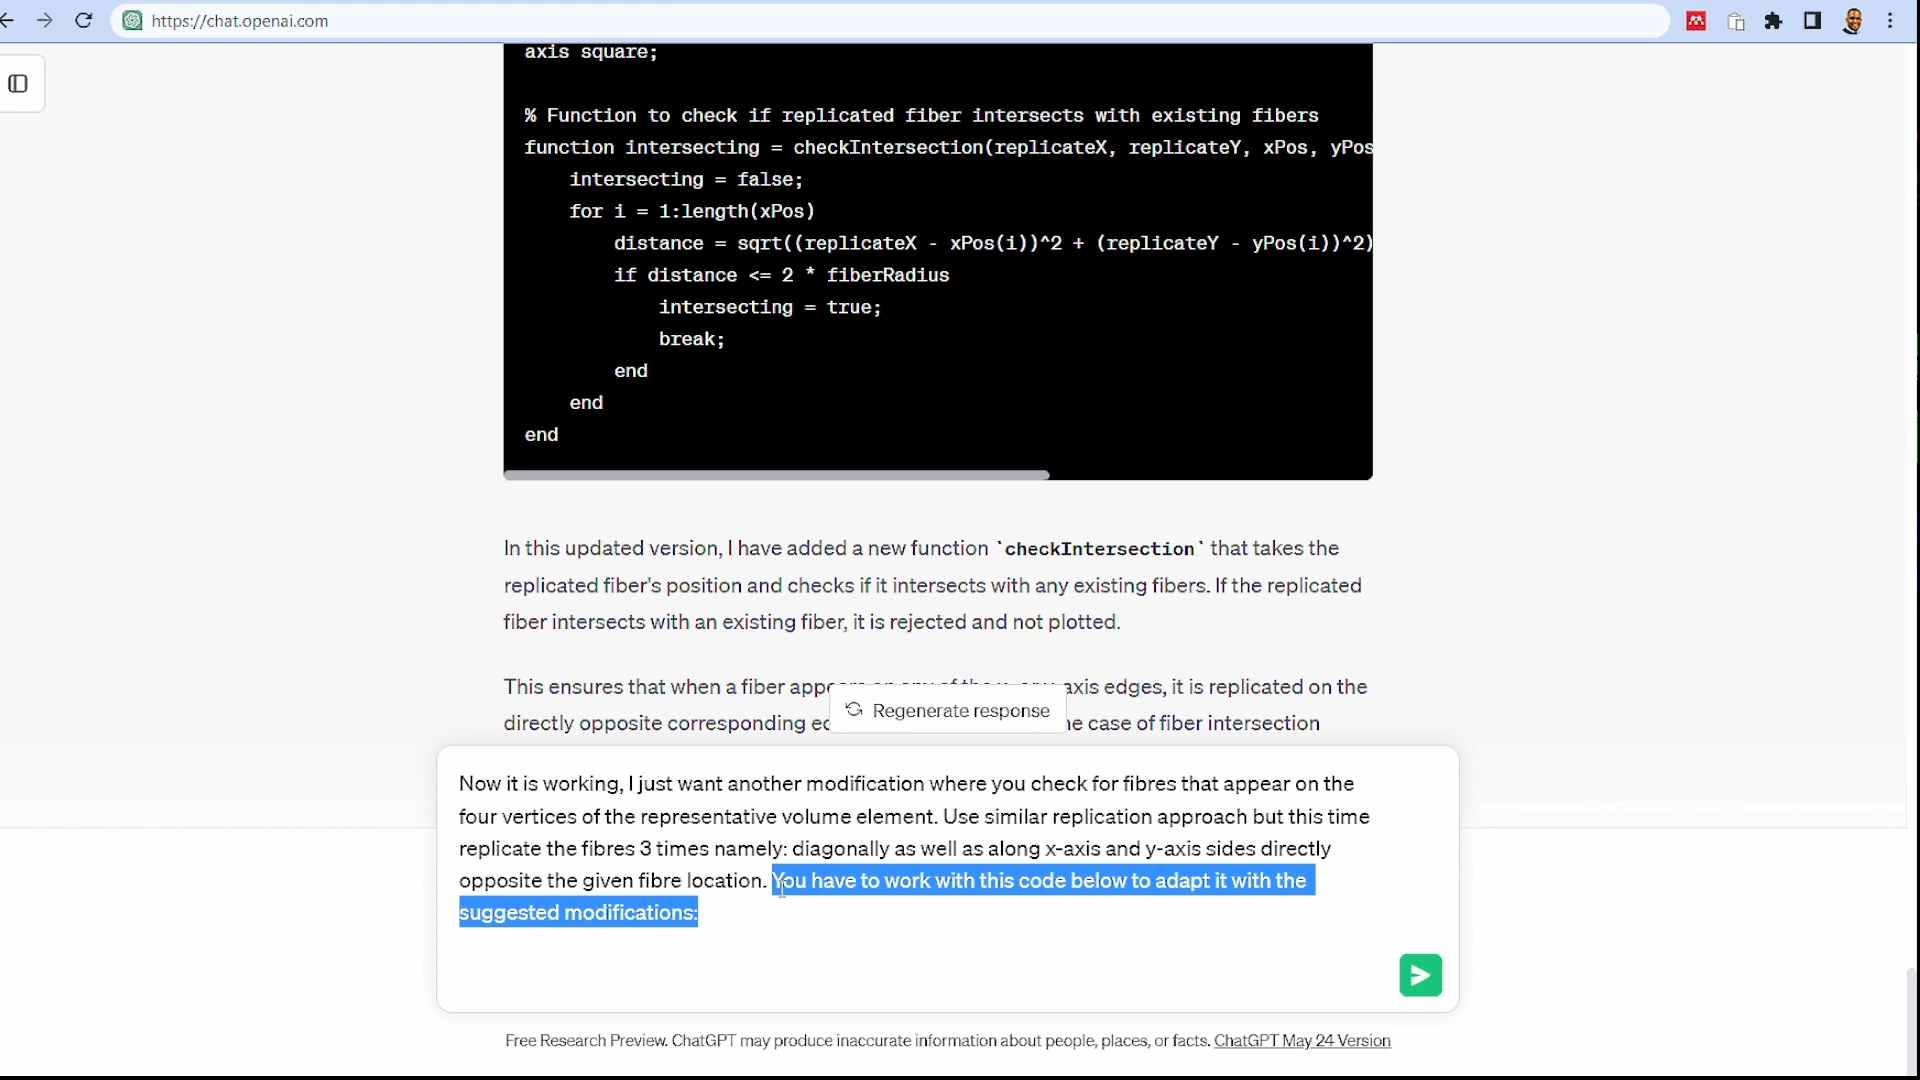 https://chat.openai.com
axis square;
% Function to check if replicated fiber intersects with existing fibers
function intersecting = checkIntersection(replicateX, replicateY, xPos, yPos
    intersecting = false;
    for i = 1:length(xPos)
        distance = sqrt((replicateX - xPos(i))^2 + (replicateY - yPos(i))^2)
        if distance <= 2 * fiberRadius
            intersecting = true;
            break;
        end
    end
end
In this updated version, I have added a new function `checkIntersection` that takes the
replicated fiber's position and checks if it intersects with any existing fibers. If the replicated
fiber intersects with an existing fiber, it is rejected and not plotted.
This ensures that when a fiber axis edges, it is replicated on the
directly opposite corresponding case of fiber intersection
Regenerate response
Now it is working, I just want another modification where you check for fibres that appear on the
four vertices of the representative volume element. Use similar replication approach but this time
replicate the fibres 3 times namely: diagonally as well as along x-axis and y-axis sides directly
opposite the given fibre location. You have to work with this code below to adapt it with the
suggested modifications:
Free Research Preview. ChatGPT may produce inaccurate information about people, places, or facts. ChatGPT May 24 Version